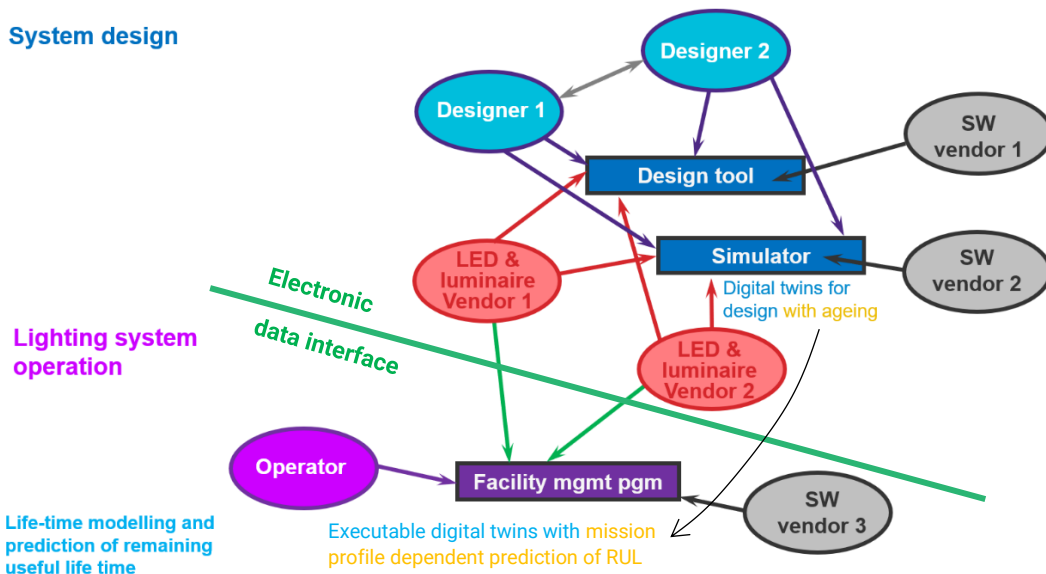 System design
Designer 2
Designer 1
SW
vendor 1
Design tool
LED &
luminaire
Vendor 1
Simulator
SW
vendor 2
Digital twins for
design with ageing
Electronic
data interface
Lighting system
operation
LED &
luminaire
Vendor 2
Operator
Facility mgmt pgm
SW
vendor 3
Life-time modelling and
prediction of remaining
useful life time
Executable digital twins with mission
profile dependent prediction of RUL